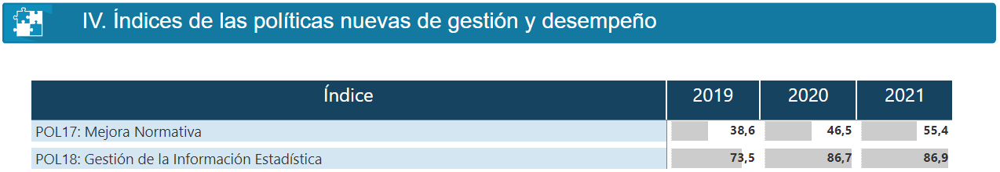 IV. Índices de las políticas nuevas de gestión y desempeño
Índice 2019 2020 2021
POL17: Mejora Normativa 38,6 46,5 55,4
POL18: Gestión de la Información Estadística 73,5 86,7 86,9